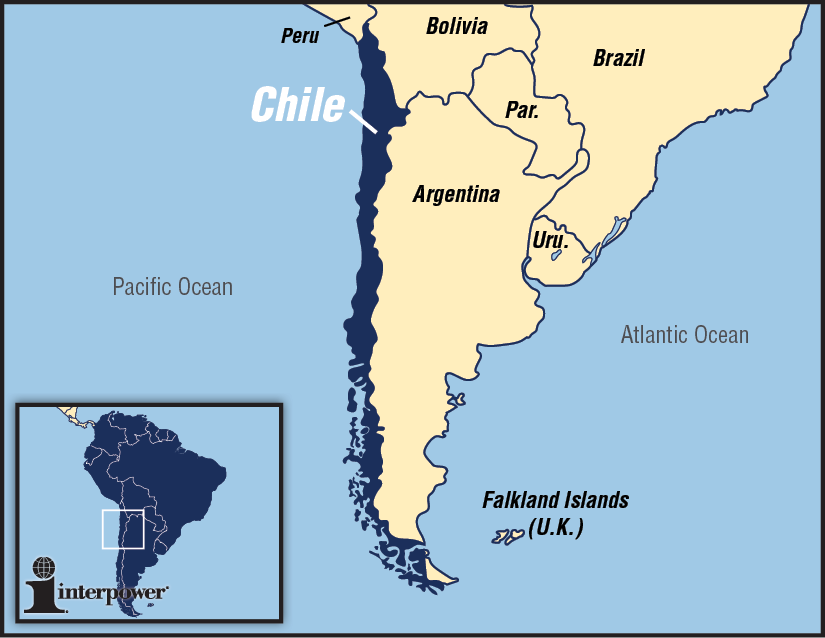 Peru
Bolivia
Brazil
Chile
Par.
Argentina
Uru.
Pacific Ocean
Atlantic Ocean
Falkland Islands
(U.K.)
i interpower®